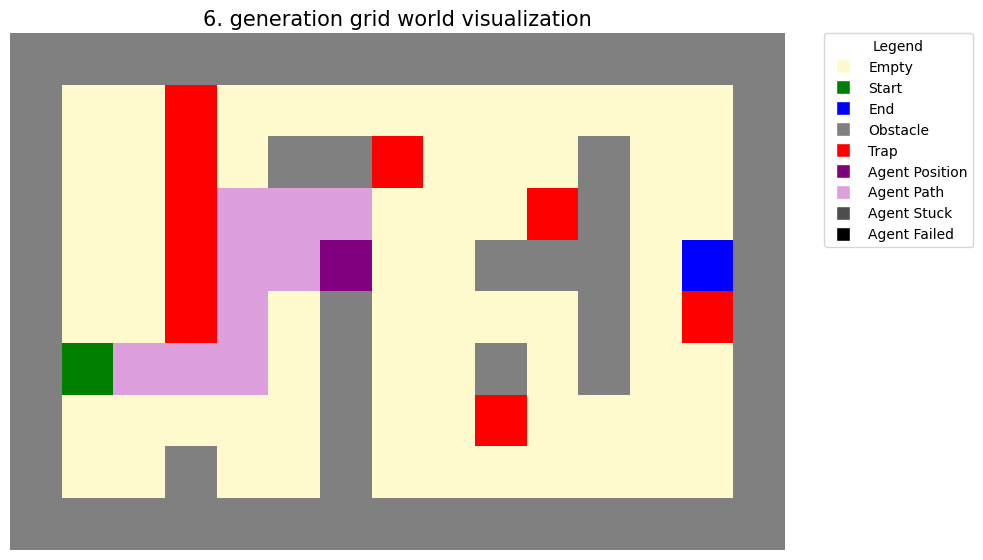 6. generation grid world visualization
Legend
Empty
Start
End
Obstacle
Trap
Agent Position
Agent Path
Agent Stuck
Agent Failed